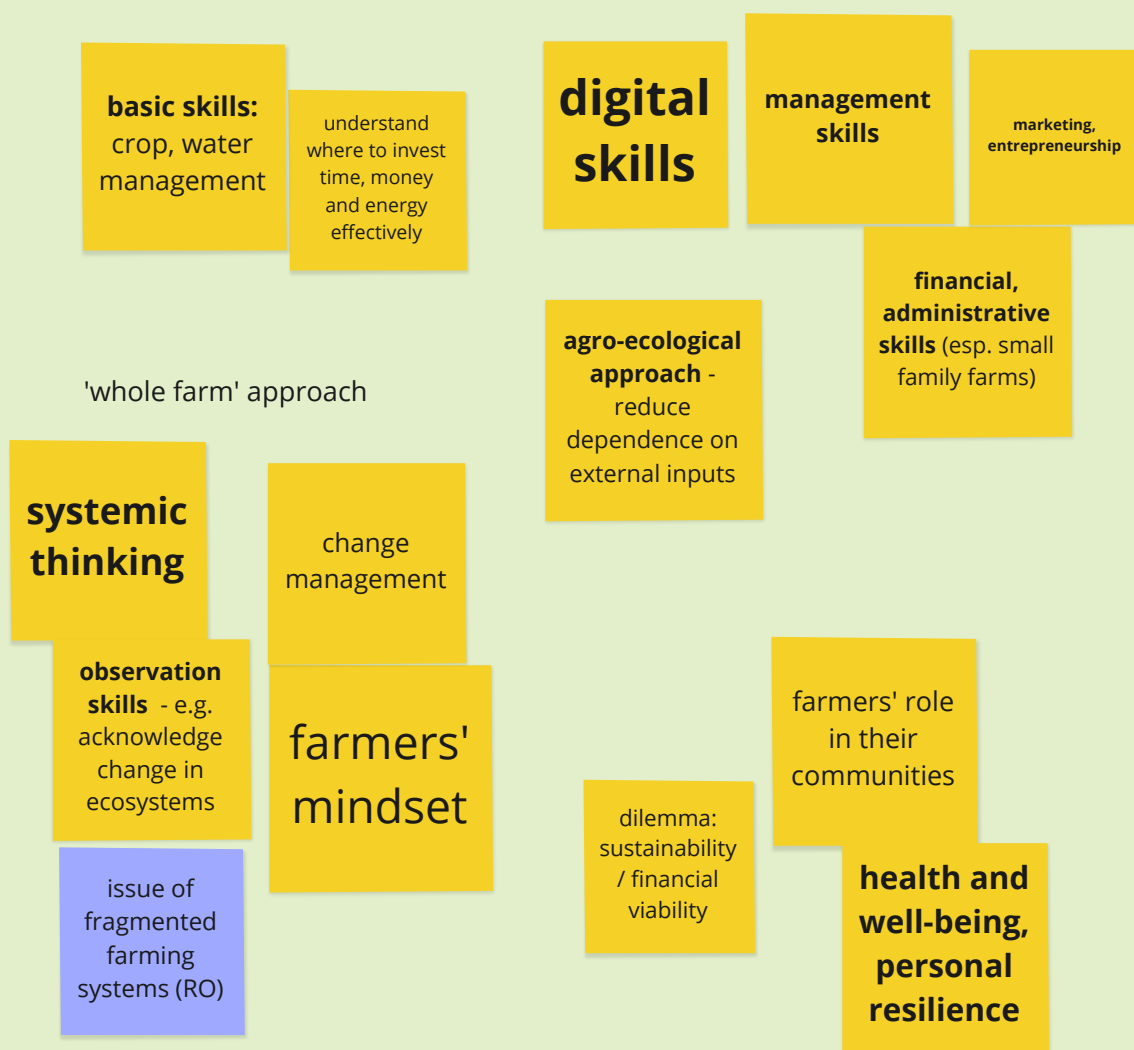 basic skills:
crop, water
management
understand
where to invest
time, money
and energy
effectively
digital
skills
management
skills
marketing,
entrepreneurship
financial,
administrative
skills (esp. small
family farms)
agro-ecological
approach -
reduce
dependence on
external inputs
'whole farm' approach
systemic
thinking
change
management
observation
skills - e.g.
acknowledge
change in
ecosystems
farmers'
mindset
issue of
fragmented
farming
systems (RO)
farmers' role
in their
communities
dilemma:
sustainability
/ financial
viability
health and
well-being,
personal
resilience